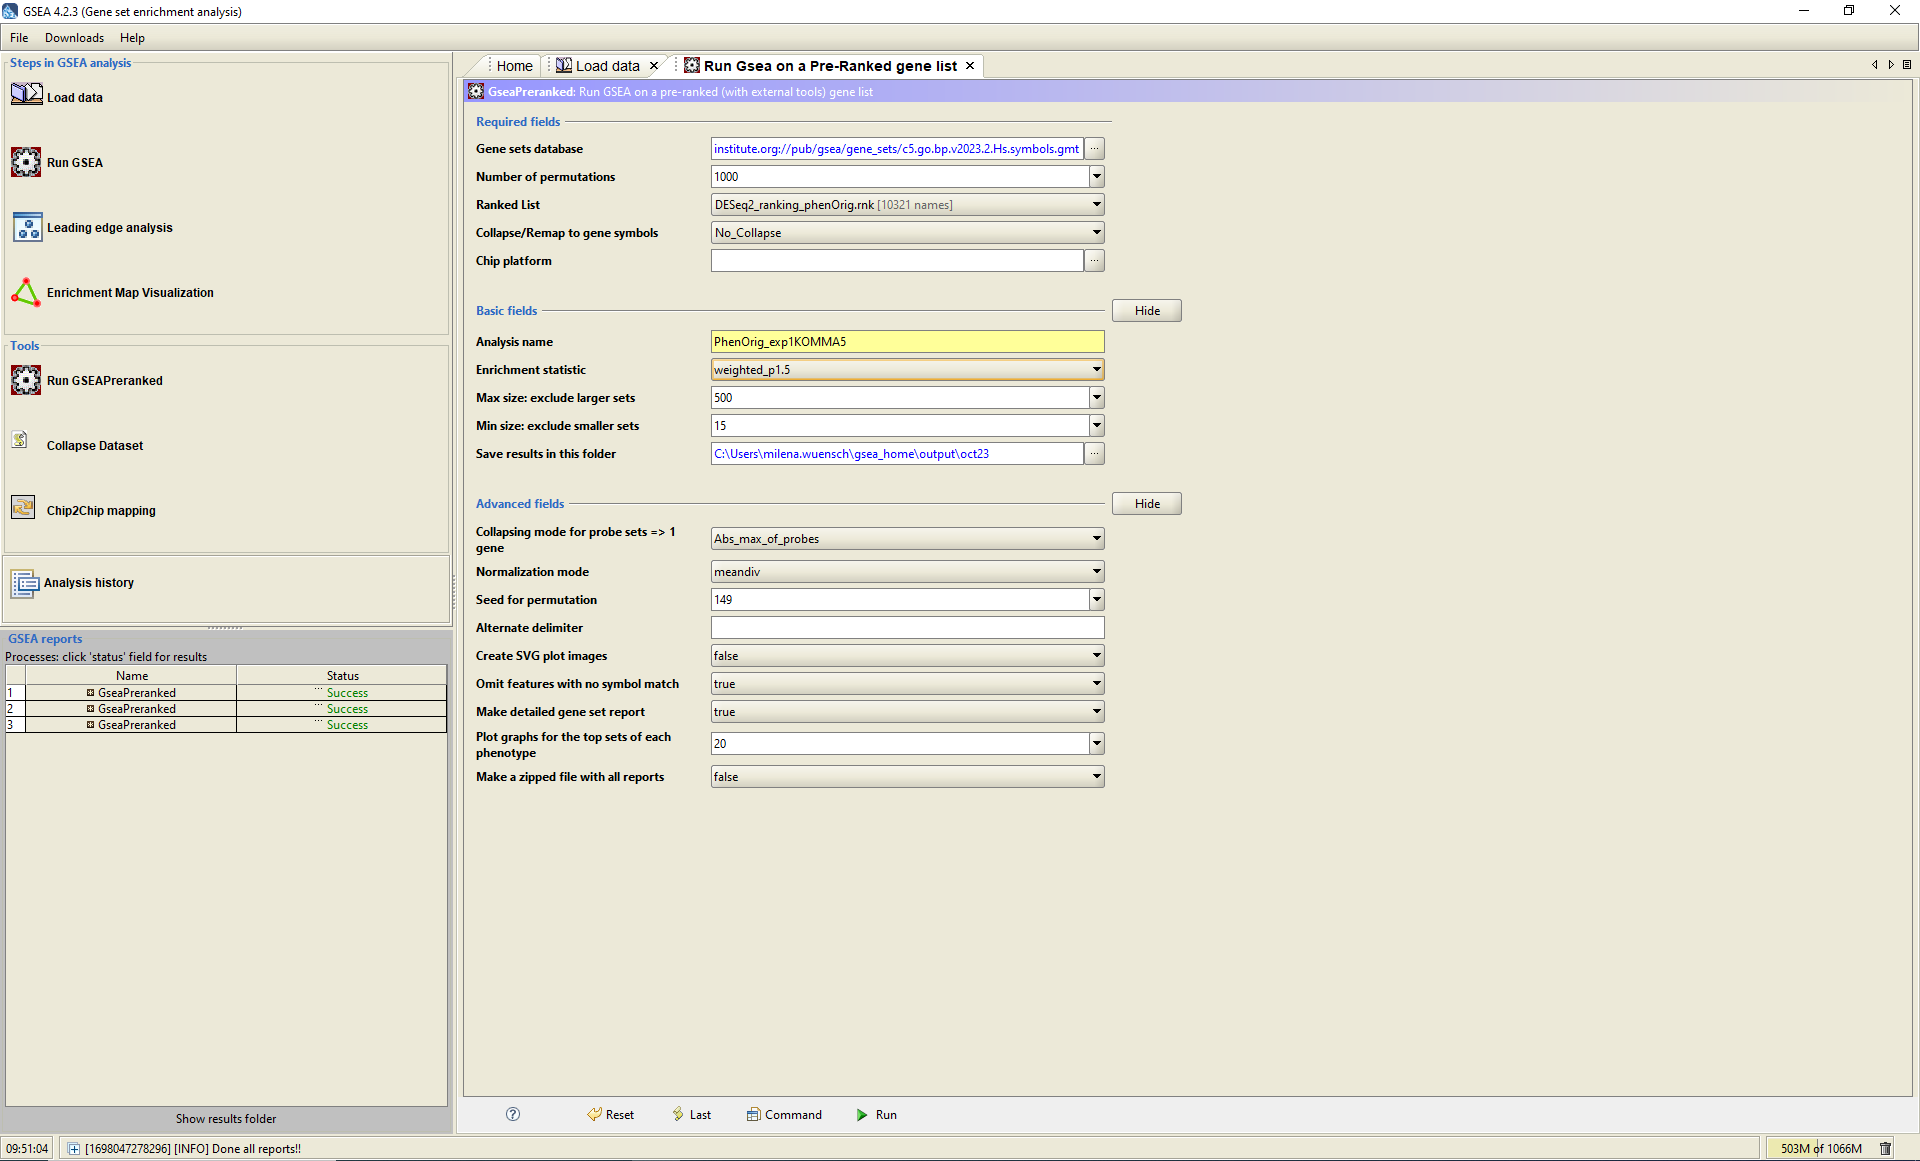 GSEA 4.2.3 (Gene set enrichment analysis)
File Downloads Help
Steps in GSEA analysis
Load data
Run GSEA
Leading edge analysis
Enrichment Map Visualization
Tools
Run GSEAPreranked
Collapse Dataset
Chip2Chip mapping
Analysis history
GSEA reports
Processes: click 'status' field for results
Name Status
1 GseaPreranked ... Success
2 GseaPreranked ... Success
3 GseaPreranked ... Success
Show results folder
Home Load data Run Gsea on a Pre-Ranked gene list
GseaPreranked: Run GSEA on a pre-ranked (with external tools) gene list
Required fields
Gene sets database institute.org://pub/gsea/gene_sets/c5.go.bp.v2023.2.Hs.symbols.gmt ...
Number of permutations 1000
Ranked List DESeq2_ranking_phenOrig.rnk [10321 names]
Collapse/Remap to gene symbols No_Collapse
Chip platform ...
Basic fields Hide
Analysis name PhenOrig_exp1KOMMA5
Enrichment statistic weighted_p1.5
Max size: exclude larger sets 500
Min size: exclude smaller sets 15
Save results in this folder C:\Users\milena.wuensch\gsea_home\output\oct23 ...
Advanced fields Hide
Collapsing mode for probe sets => 1
gene Abs_max_of_probes
Normalization mode meandiv
Seed for permutation 149
Alternate delimiter
Create SVG plot images false
Omit features with no symbol match true
Make detailed gene set report true
Plot graphs for the top sets of each
phenotype 20
Make a zipped file with all reports false
? Reset Last Command Run
09:51:04 [1698047278296] [INFO] Done all reports!! 503M of 1066M